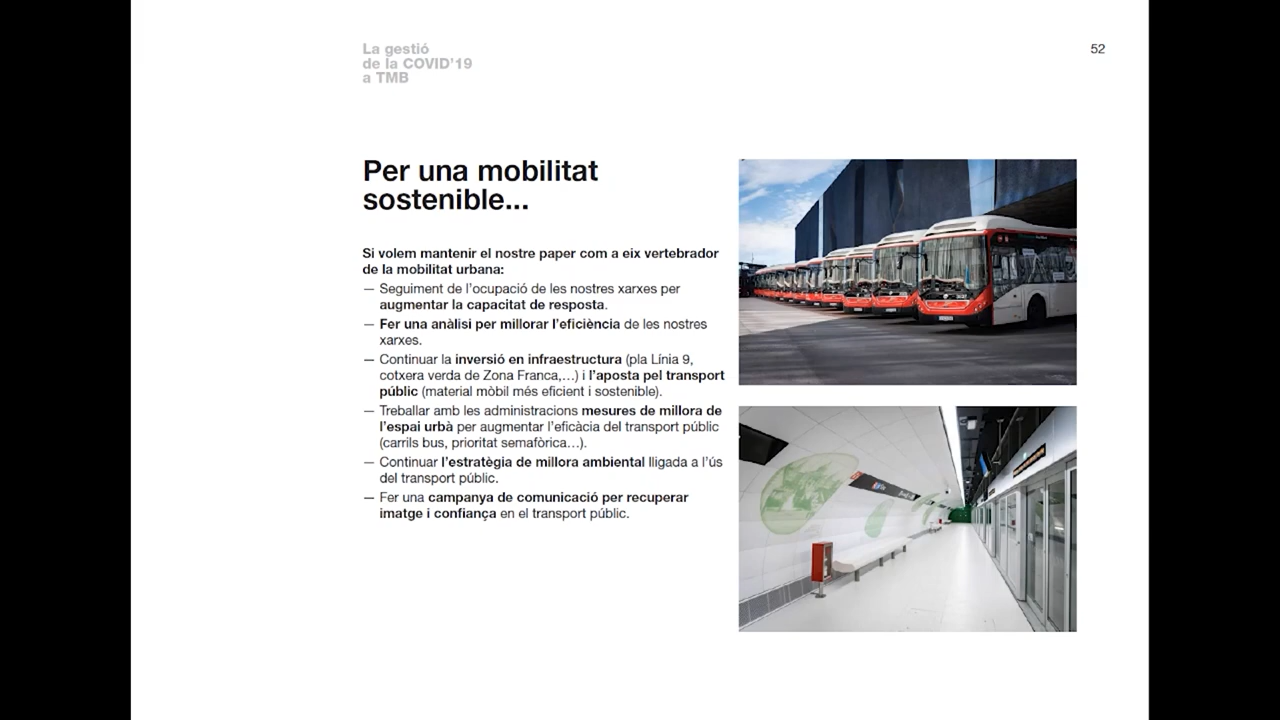 La gestió
de la COVID’19
a TMB
52
Per una mobilitat
sostenible...
Si volem mantenir el nostre paper com a eix vertebrador
de la mobilitat urbana:
— Seguiment de l’ocupació de les nostres xarxes per
augmentar la capacitat de resposta.
— Fer una anàlisi per millorar l’eficiència de les nostres
xarxes.
— Continuar la inversió en infraestructura (pla Línia 9,
cotxera verda de Zona Franca,…) i l’aposta pel transport
públic (material mòbil més eficient i sostenible).
— Treballar amb les administracions mesures de millora de
l’espai urbà per augmentar l’eficàcia del transport públic
(carrils bus, prioritat semafòrica…).
— Continuar l’estratègia de millora ambiental lligada a l’ús
del transport públic.
— Fer una campanya de comunicació per recuperar
imatge i confiança en el transport públic.